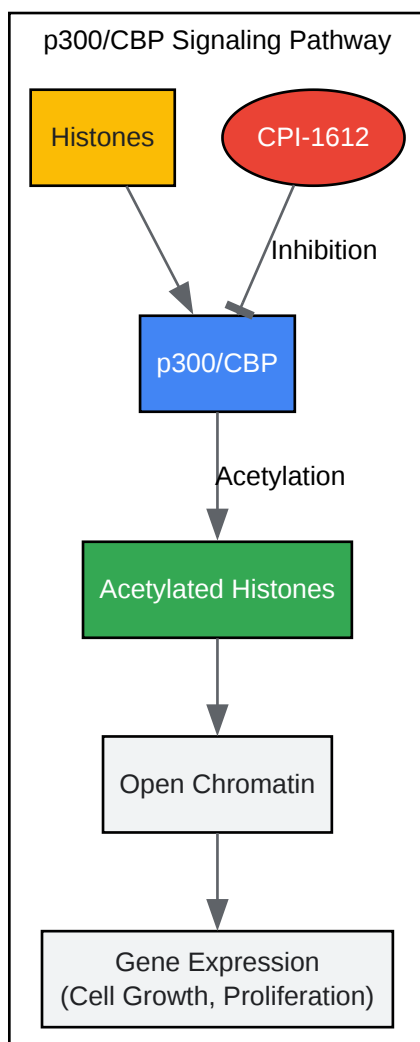 p300/CBP Signaling Pathway
Histones
CPI-1612
Inhibition
p300/CBP
Acetylation
Acetylated Histones
Open Chromatin
Gene Expression
(Cell Growth, Proliferation)